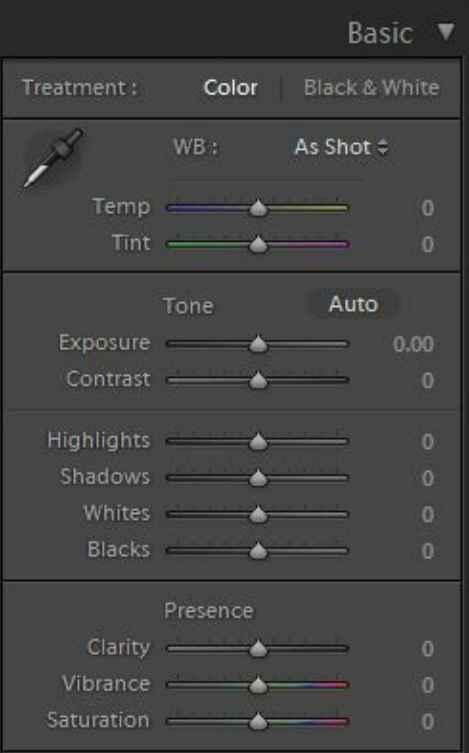 Basic
Treatment : Color | Black & White
WB : As Shot
Temp 0
Tint 0
Tone Auto
Exposure 0.00
Contrast 0
Highlights 0
Shadows 0
Whites 0
Blacks 0
Presence
Clarity 0
Vibrance 0
Saturation 0